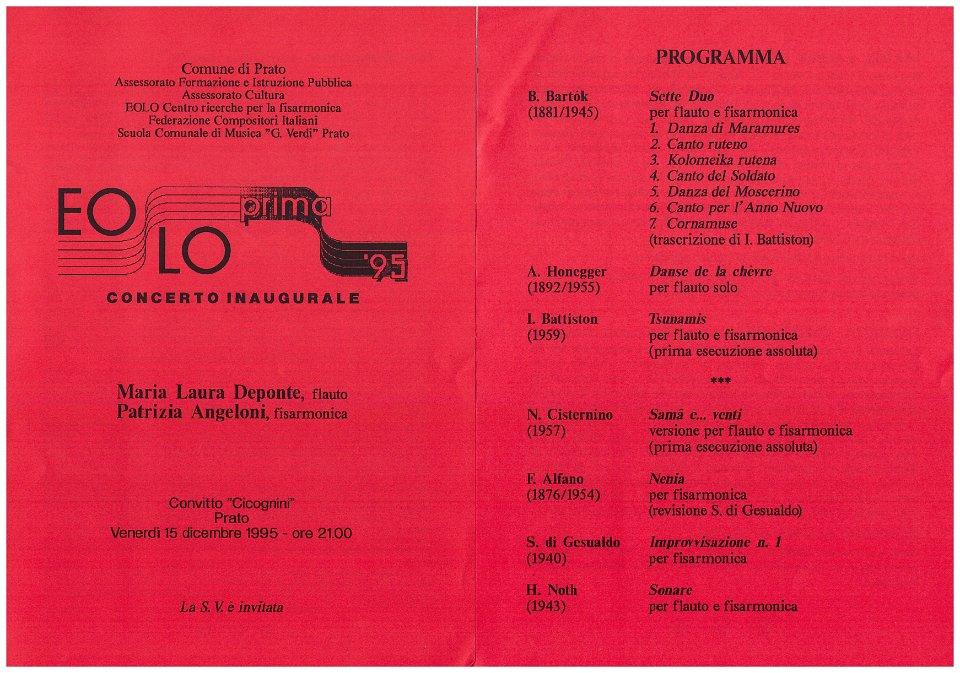 Comune di Prato
Assessorato Formazione e Istruzione Pubblica
Assessorato Cultura
EOLO Centro ricerche per la fisarmonica
Federazione Compositori Italiani
Scuola Comunale di Musica "G. Verdi" Prato
EO
LO
prima
'95
CONCERTO INAUGURALE
Maria Laura Deponte, flauto
Patrizia Angeloni, fisarmonica
Convitto "Cicognini"
Prato
Venerdì 15 dicembre 1995 - ore 21.00
La S. V. è invitata
PROGRAMMA
B. Bartók Sette Duo
(1881/1945) per flauto e fisarmonica
1. Danza di Maramures
2. Canto ruteno
3. Kolomeika rutena
4. Canto del Soldato
5. Danza del Moscerino
6. Canto per l'Anno Nuovo
7. Cornamuse
(trascrizione di I. Battiston)
A. Honegger Danse de la chèvre
(1892/1955) per flauto solo
I. Battiston Tsunamis
(1959) per flauto e fisarmonica
(prima esecuzione assoluta)
***
N. Cisternino Samā e... venti
(1957) versione per flauto e fisarmonica
(prima esecuzione assoluta)
F. Alfano Nenia
(1876/1954) per fisarmonica
(revisione S. di Gesualdo)
S. di Gesualdo Improvvisazione n. 1
(1940) per fisarmonica
H. Noth Sonare
(1943) per flauto e fisarmonica